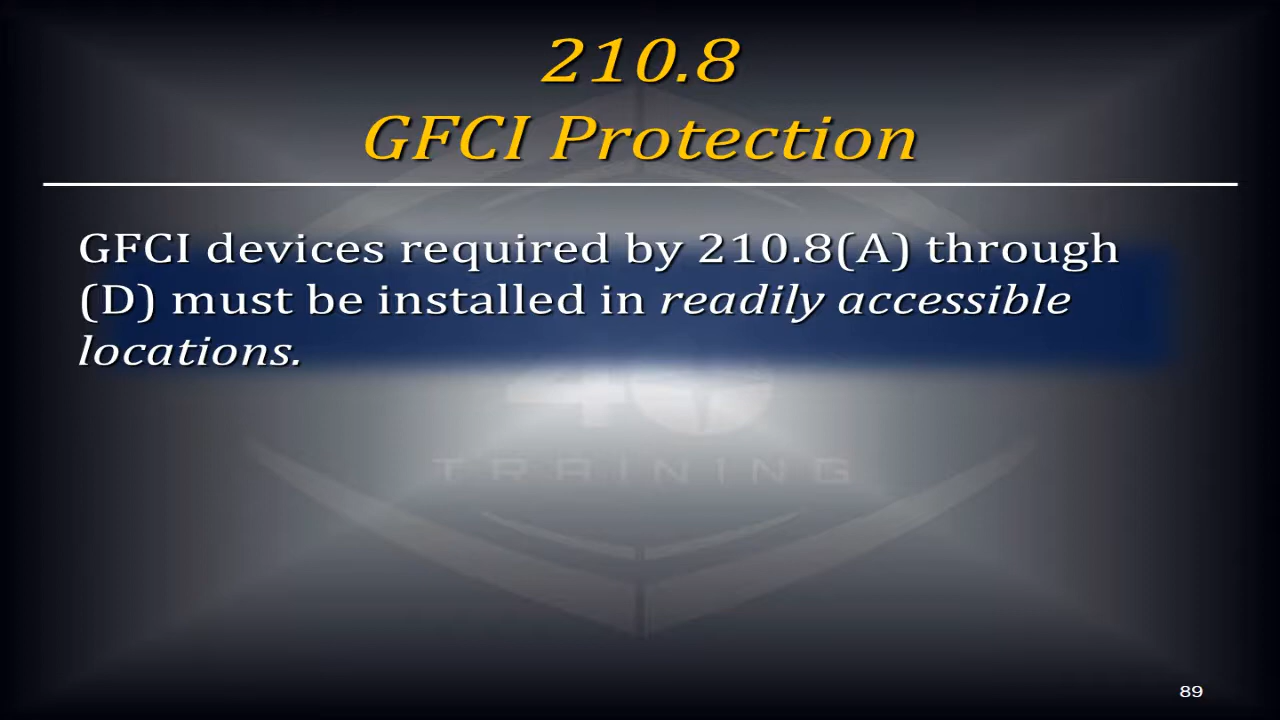 210.8
GFCI Protection
GFCI devices required by 210.8(A) through
(D) must be installed in readily accessible
locations.
TRAINING
89